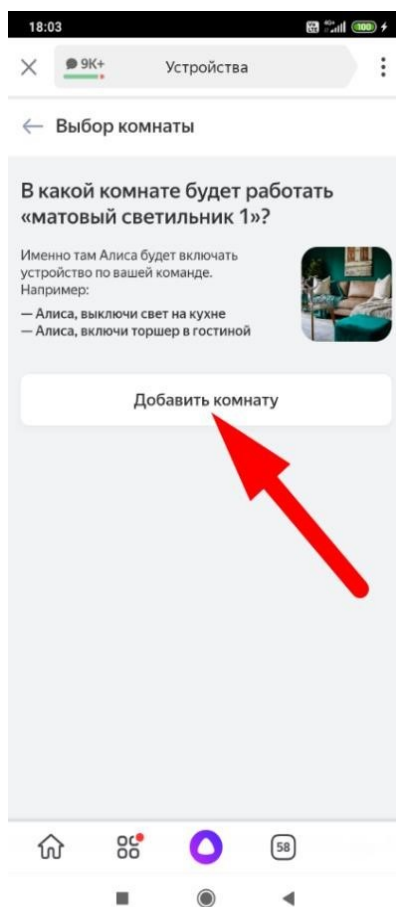 18:03
100
9K+
Устройства
Выбор комнаты
В какой комнате будет работать
«матовый светильник 1»?
Именно там Алиса будет включать
устройство по вашей команде.
Например:
— Алиса, выключи свет на кухне
— Алиса, включи торшер в гостиной
Добавить комнату
58